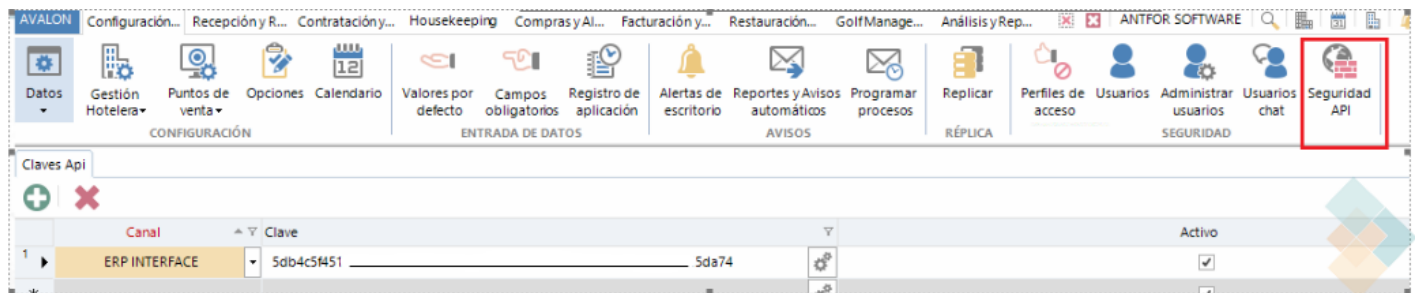 AVALON Configuración... Recepción y R... Contratación y... Housekeeping Compras y Al... Facturación y... Restauración... GolfManage... Análisis y Rep... ANTFOR SOFTWARE
Datos Gestión Hotelera Puntos de venta Opciones Calendario Valores por defecto Campos obligatorios Registro de aplicación Alertas de escritorio Reportes y Avisos automáticos Programar procesos Replicar Perfiles de acceso Usuarios Administrar usuarios Usuarios chat Seguridad API
CONFIGURACIÓN ENTRADA DE DATOS AVISOS RÉPLICA SEGURIDAD
Claves Api
Canal Clave Activo
1 ERP INTERFACE 5db4c5f451 5da74
*